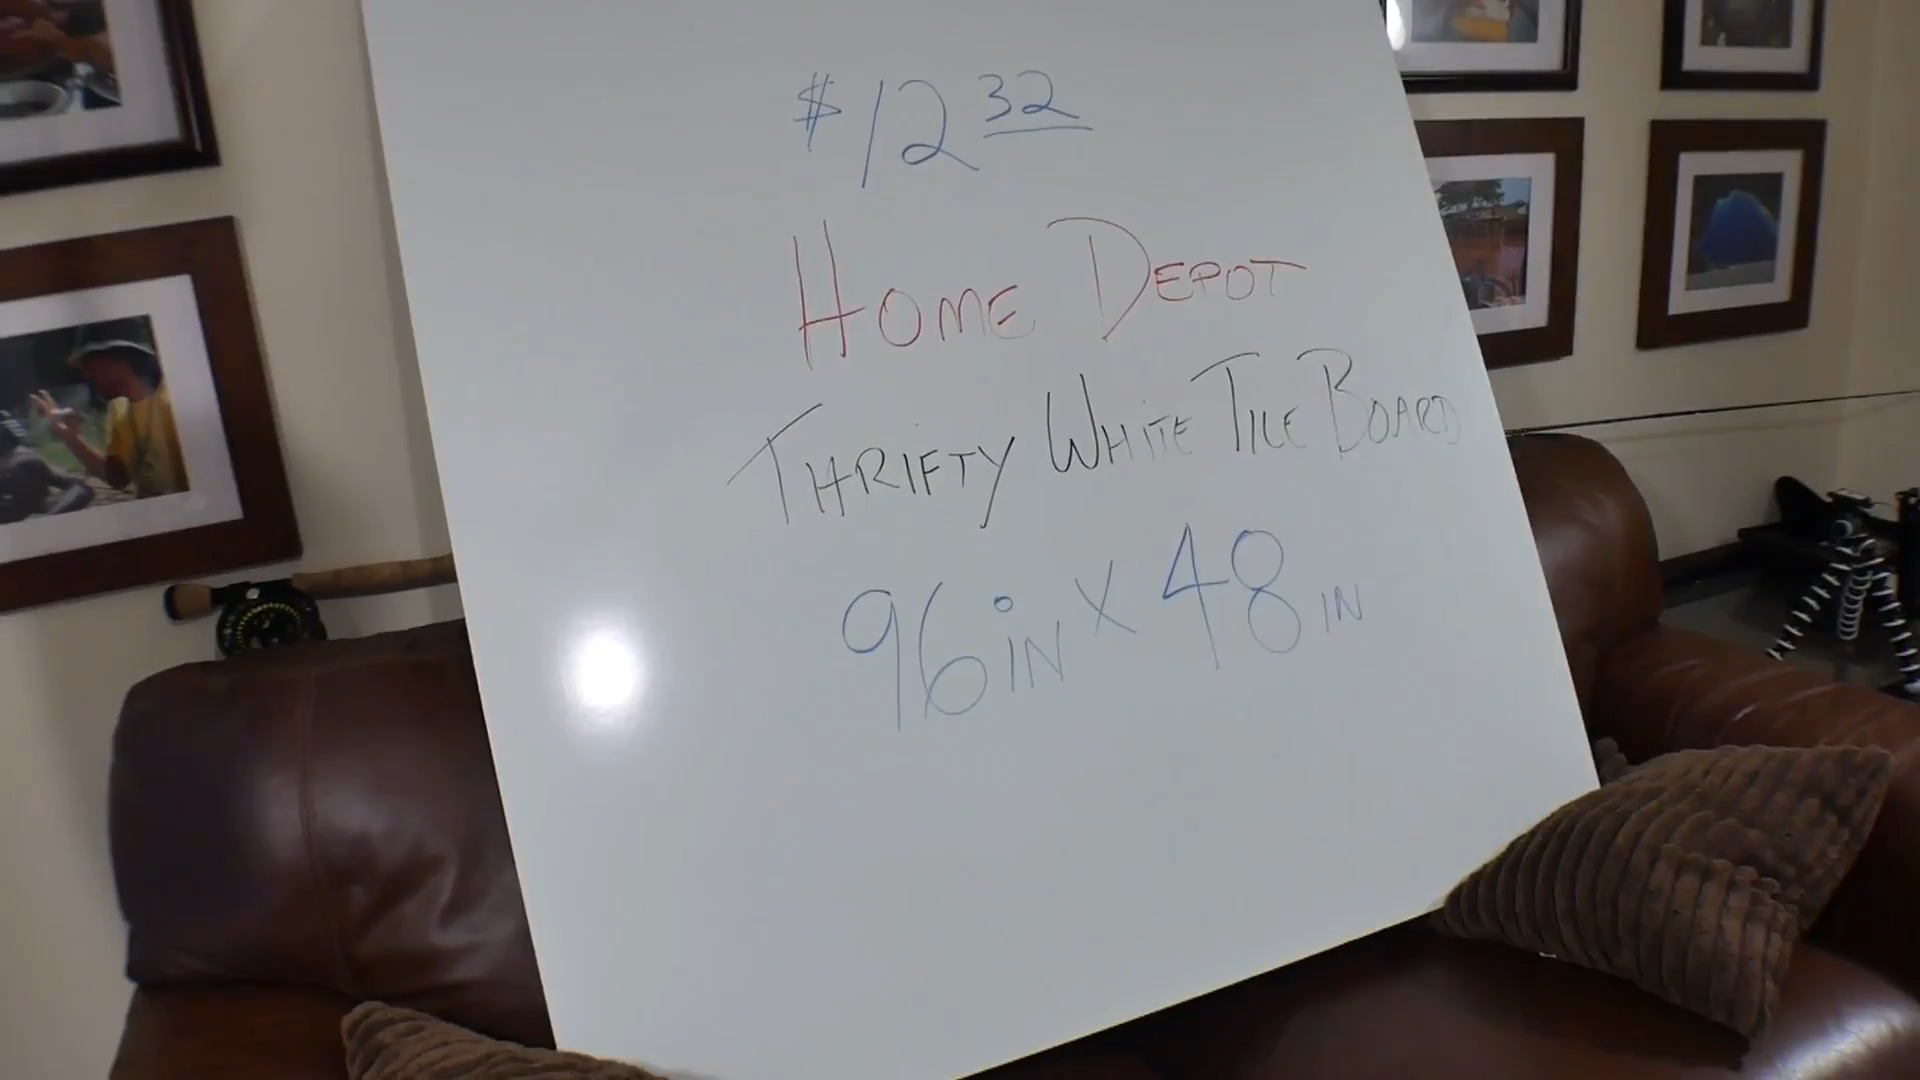 $12 32
HOME DEPOT
THRIFTY WHITE TILE BOARD
96 iN X 48 IN